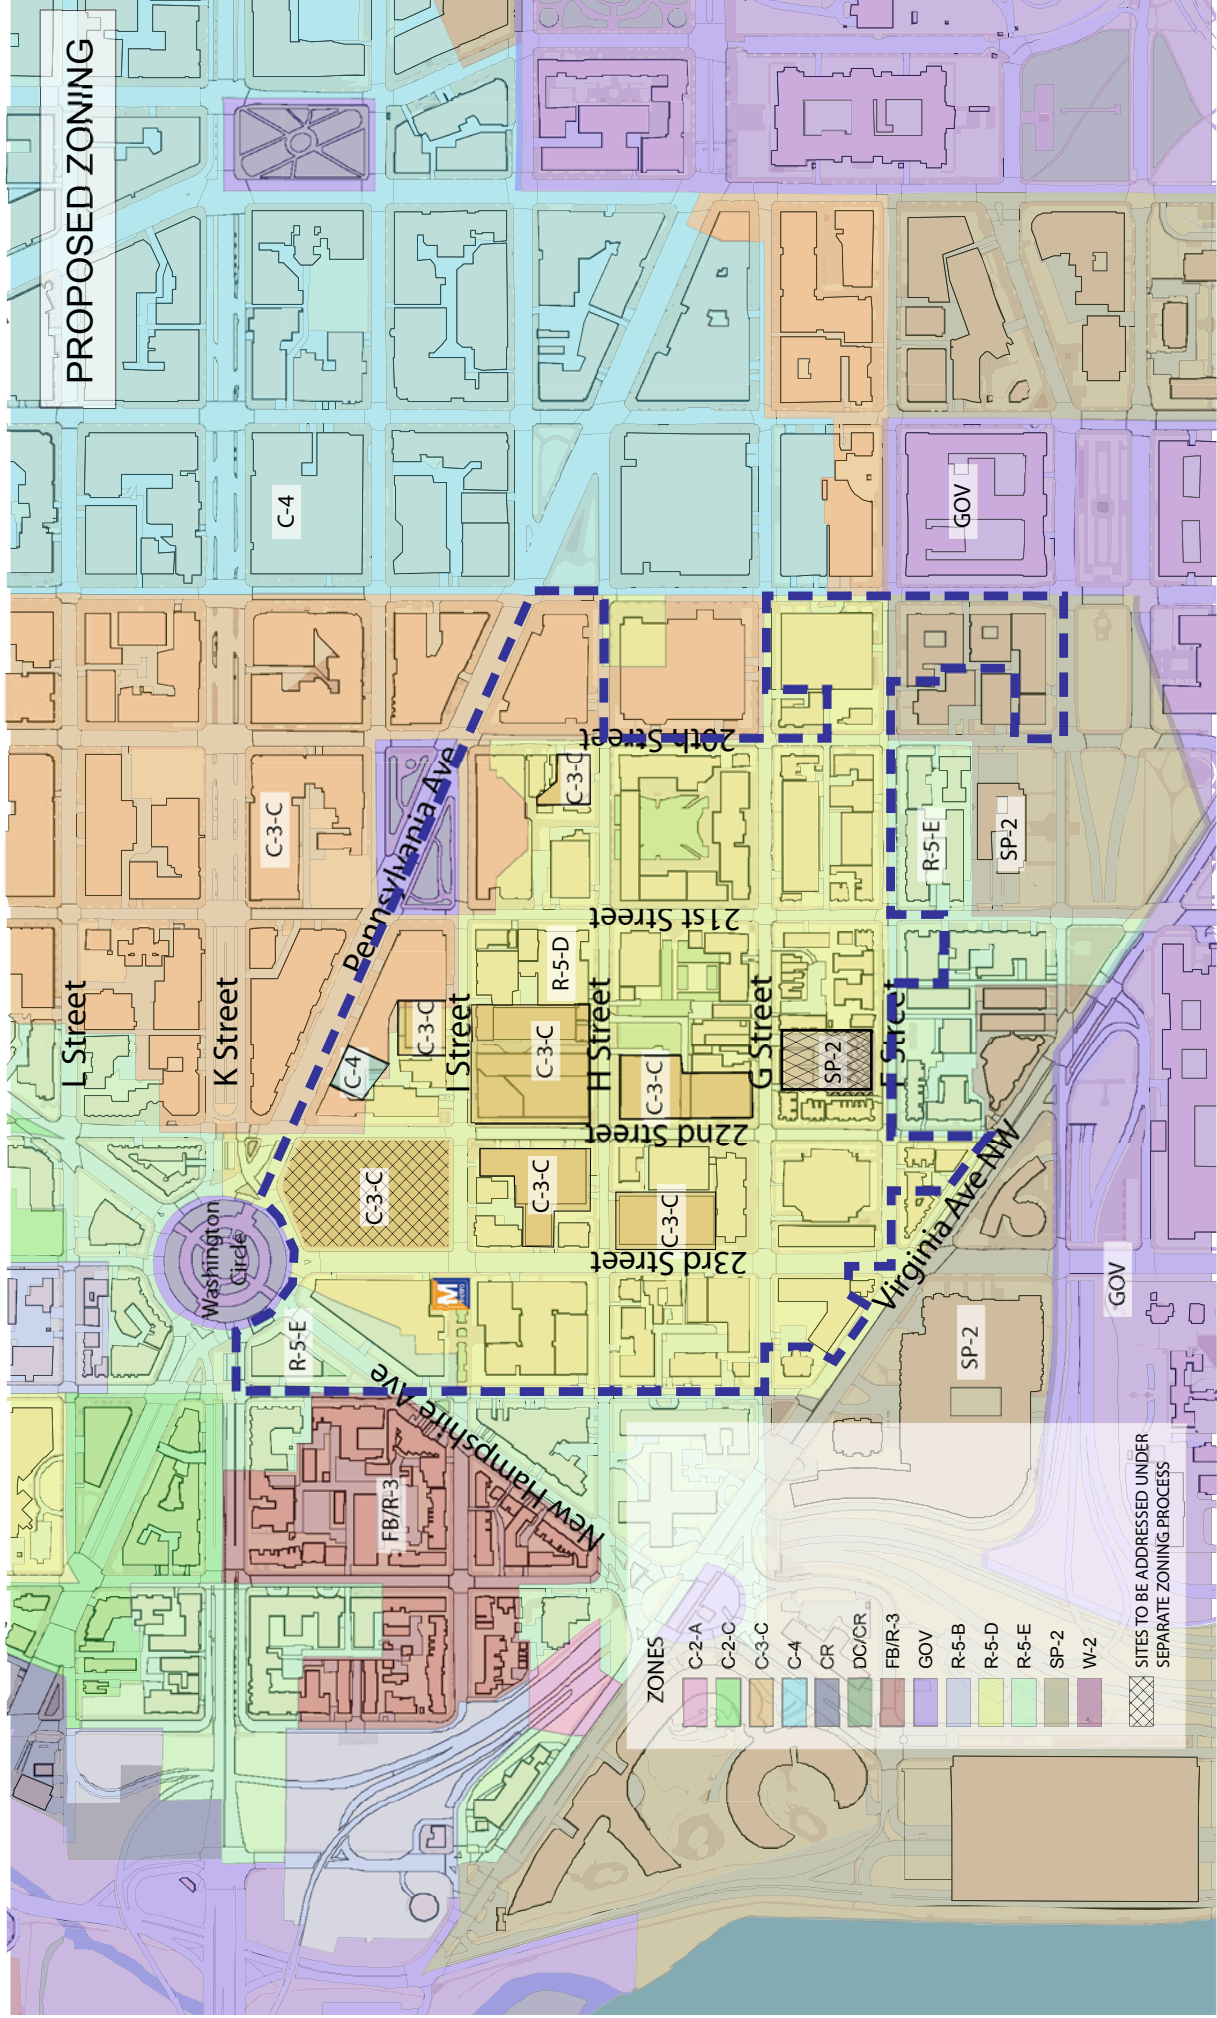 PROPOSED ZONING
C-4
GOV
C-3-C
Pennsylvania Ave
20th Street
C-3-C
R-5-E
SP-2
21st Street
R-5-D
L Street
K Street
C-3-C
I Street
C-4
C-3-C
H Street
C-3-C
G Street
SP-2
F Street
22nd Street
C-3-C
C-3-C
C-3-C
23rd Street
Virginia Ave NW
Washington
Circle
M
metro
R-5-E
New Hampshire Ave
SP-2
GOV
FB/R-3
ZONES
C-2-A
C-2-C
C-3-C
C-4
CR
DC/CR
FB/R-3
GOV
R-5-B
R-5-D
R-5-E
SP-2
W-2
SITES TO BE ADDRESSED UNDER
SEPARATE ZONING PROCESS